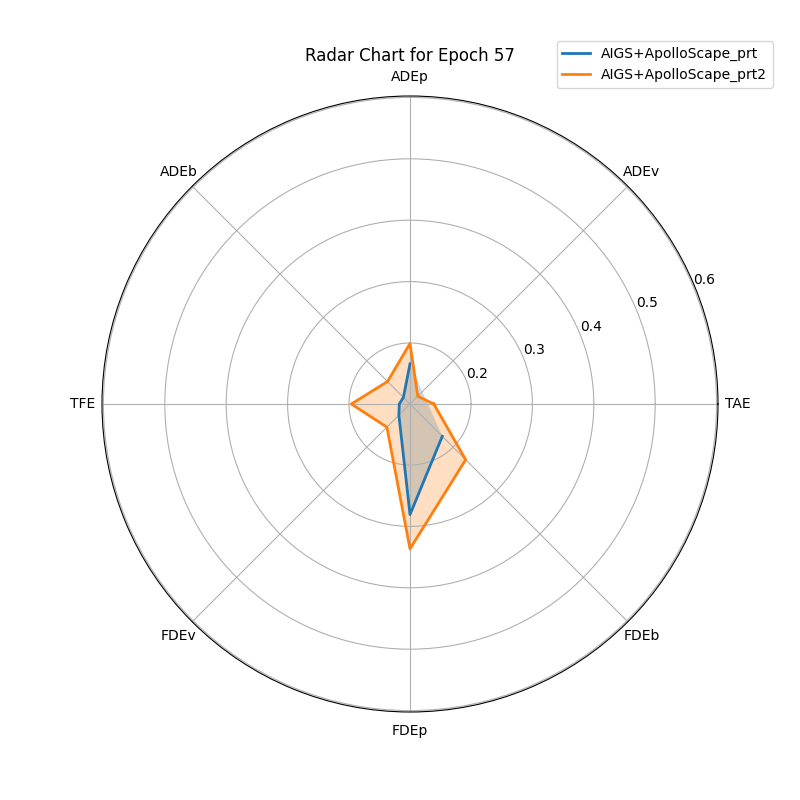 Radar Chart for Epoch 57
AIGS+ApolloScape_prt
AIGS+ApolloScape_prt2
ADEp
ADEb
ADEv
0.6
0.5
0.4
0.3
0.2
TFE
TAE
FDEv
FDEb
FDEp